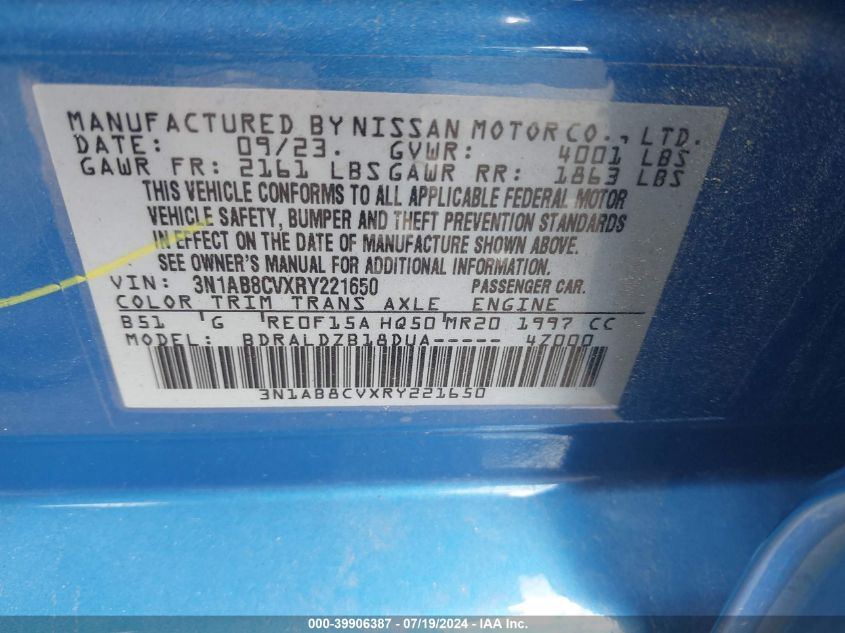 MANUFACTURED BY NISSAN MOTOR CO., LTD.
DATE: 09/23. GVWR: 4001 LBS
GAWR FR: 2161 LBS GAWR RR: 1863 LBS
THIS VEHICLE CONFORMS TO ALL APPLICABLE FEDERAL MOTOR
VEHICLE SAFETY, BUMPER AND THEFT PREVENTION STANDARDS
IN EFFECT ON THE DATE OF MANUFACTURE SHOWN ABOVE.
SEE OWNER'S MANUAL FOR ADDITIONAL INFORMATION.
VIN: 3N1AB8CVXRY221650 PASSENGER CAR.
COLOR TRIM TRANS AXLE ENGINE
B51 G RE0F15A HQ50 MR20 1997 CC
MODEL: BDRALDZB18DUA----- 4Z000
3N1AB8CVXRY221650
000-39906387 - 07/19/2024 - IAA Inc.